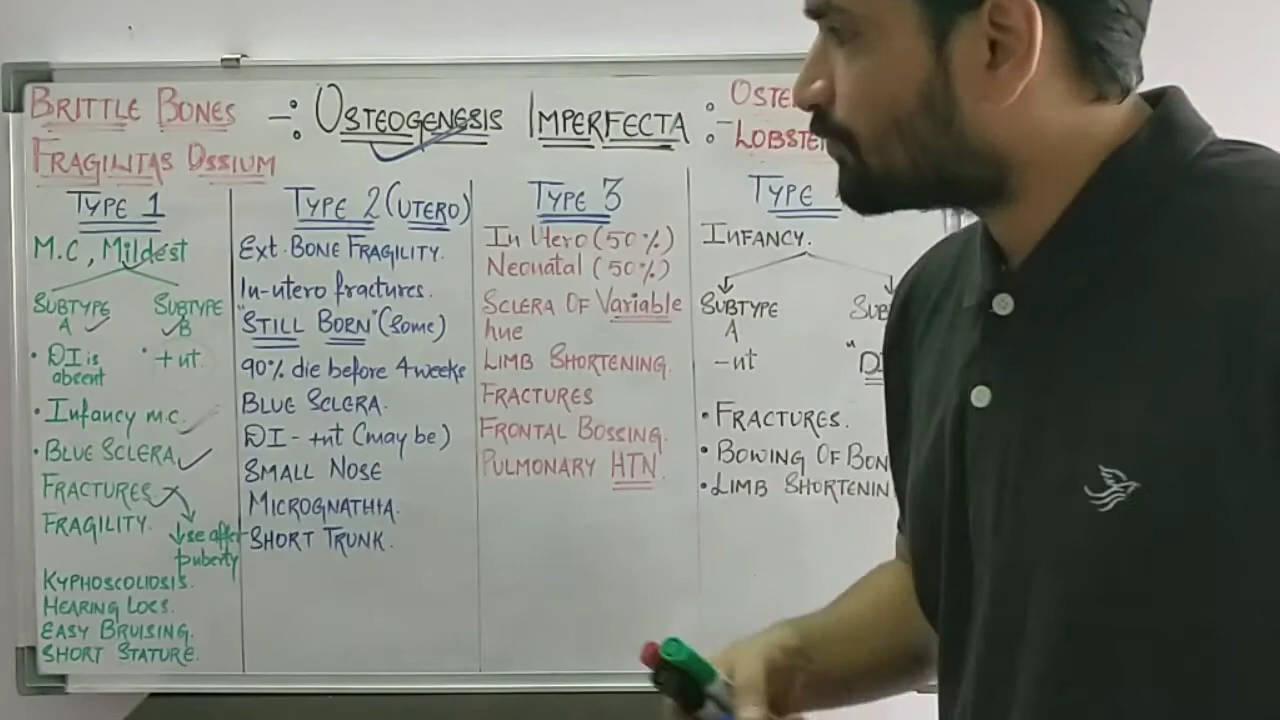 BRITTLE BONES
FRAGILITAS OSSIUM
OSTEOGENESIS IMPERFECTA
TYPE 1
M.C, Mildest
SUBTYPE A
SUBTYPE B
• DI is absent
• +nt
• Infancy m.c.
• BLUE SCLERA
FRACTURES
↓se after puberty
FRAGILITY.
KYPHOSCOLIOSIS.
HEARING LOSS.
EASY BRUISING.
SHORT STATURE.
TYPE 2 (UTERO)
Ext. BONE FRAGILITY.
In-utero fractures.
"STILL BORN" (Some)
90% die before 4 weeks
BLUE SCLERA.
DI - +nt (may be)
SMALL NOSE
MICROGNATHIA.
SHORT TRUNK.
TYPE 3
In Utero (50%)
Neonatal (50%)
SCLERA OF Variable
hue
LIMB SHORTENING.
FRACTURES
FRONTAL BOSSING.
PULMONARY HTN.
TYPE
INFANCY.
SUBTYPE
A
-nt
• FRACTURES.
• BOWING OF
• LIMB